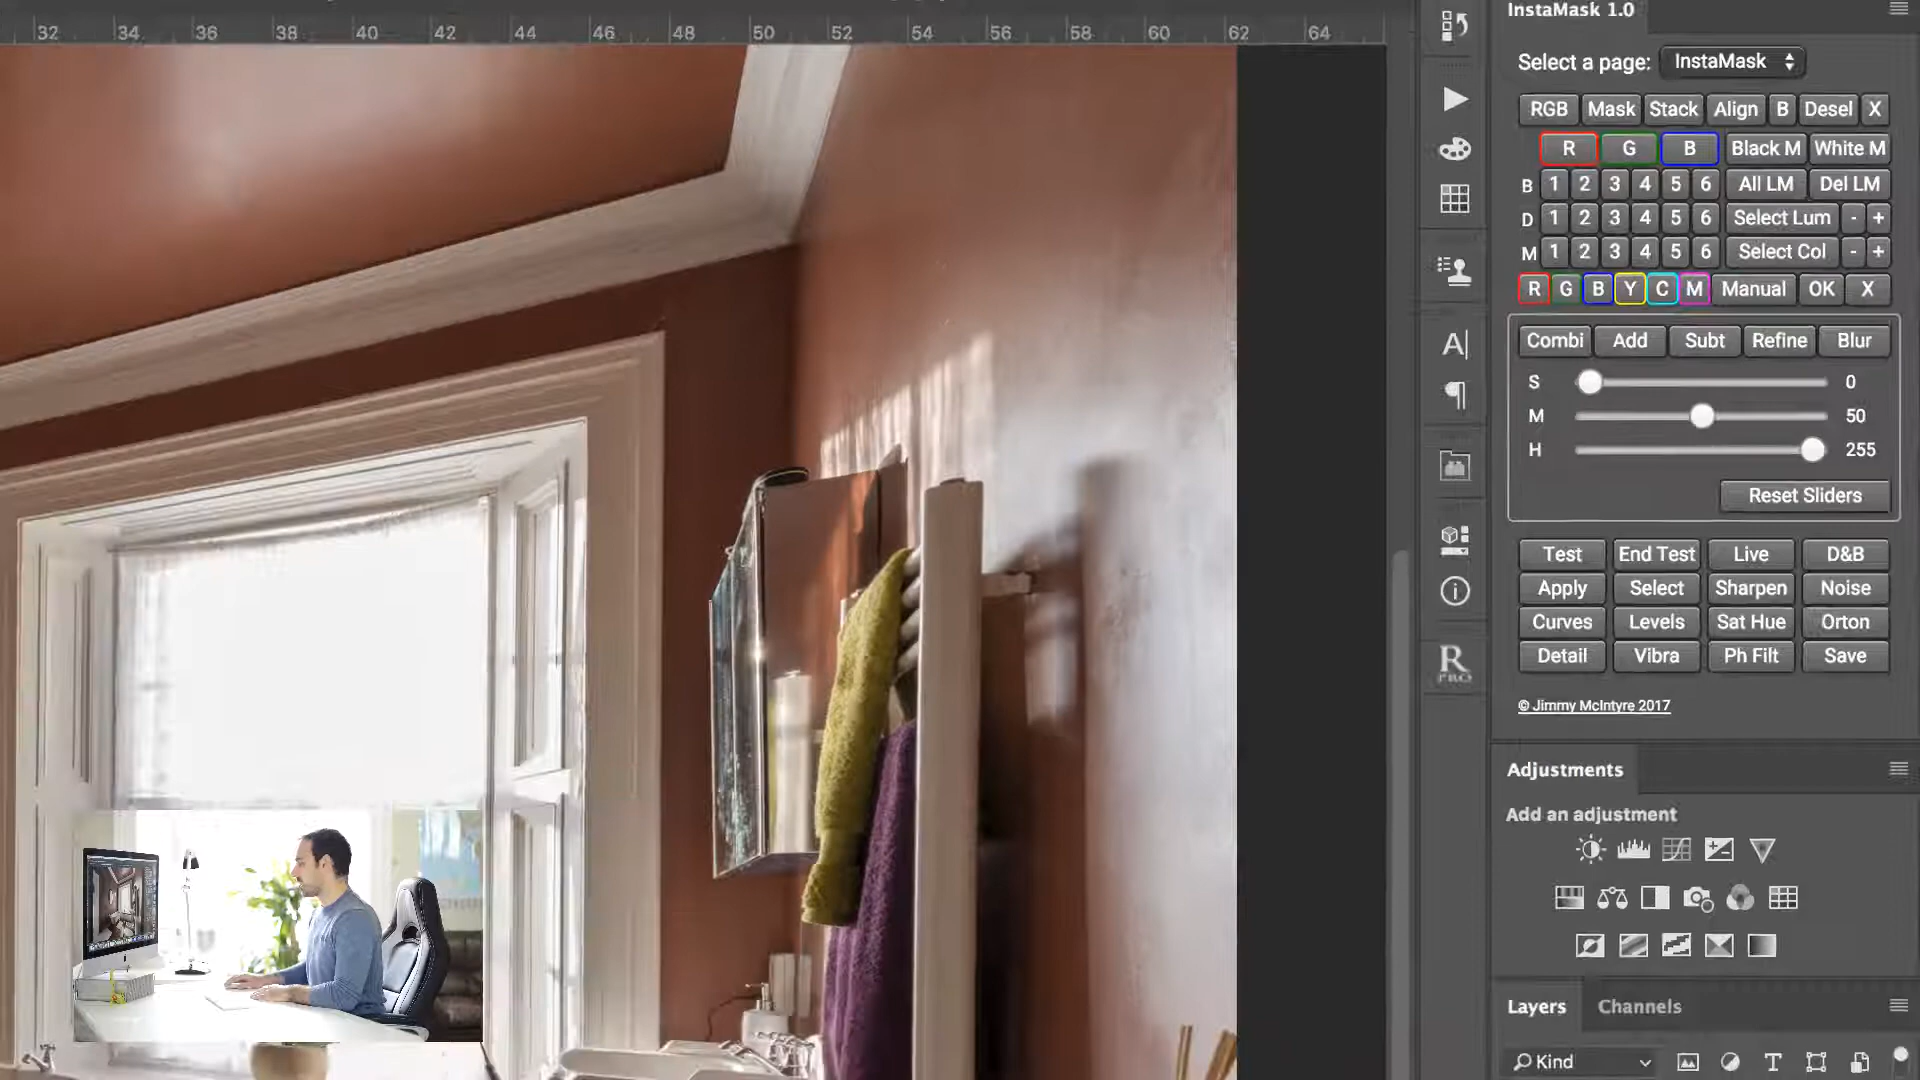 32 34 36 38 40 42 44 46 48 50 52 54 56 58 60 62 64
InstaMask 1.0
Select a page: InstaMask
RGB Mask Stack Align B Desel X
R G B Black M White M
B 1 2 3 4 5 6 All LM Del LM
D 1 2 3 4 5 6 Select Lum - +
M 1 2 3 4 5 6 Select Col - +
R G B Y C M Manual OK X
Combi Add Subt Refine Blur
S 0
M 50
H 255
Reset Sliders
Test End Test Live D&B
Apply Select Sharpen Noise
Curves Levels Sat Hue Orton
Detail Vibra Ph Filt Save
© Jimmy McIntyre 2017
A
R
PRO
Adjustments
Add an adjustment
Layers Channels
Kind